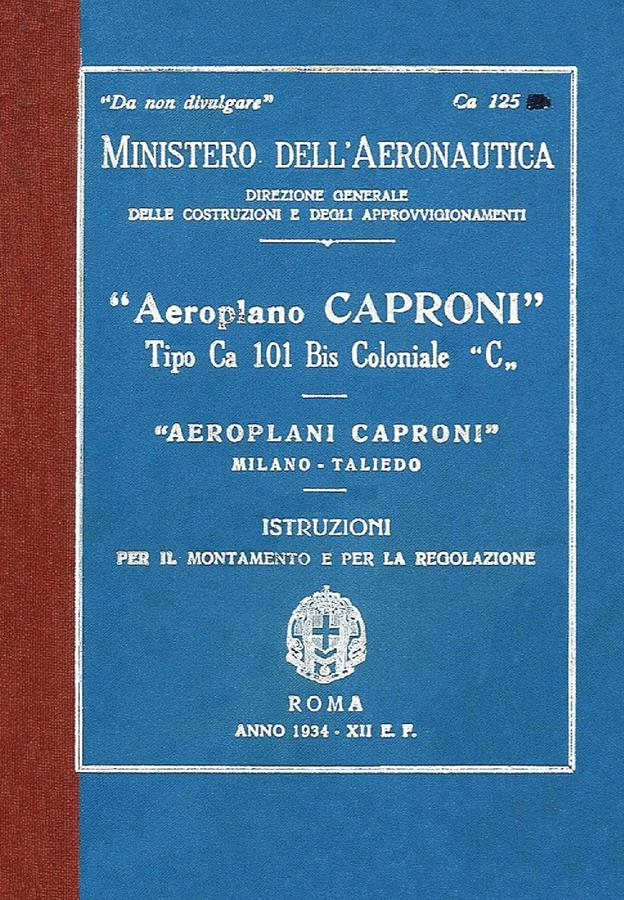 "Da non divulgare" Ca 125
MINISTERO DELL'AERONAUTICA
DIREZIONE GENERALE
DELLE COSTRUZIONI E DEGLI APPROVVIGIONAMENTI
"Aeroplano CAPRONI"
Tipo Ca 101 Bis Coloniale "C„
"AEROPLANI CAPRONI"
MILANO - TALIEDO
ISTRUZIONI
PER IL MONTAMENTO E PER LA REGOLAZIONE
ROMA
ANNO 1934 - XII E. F.